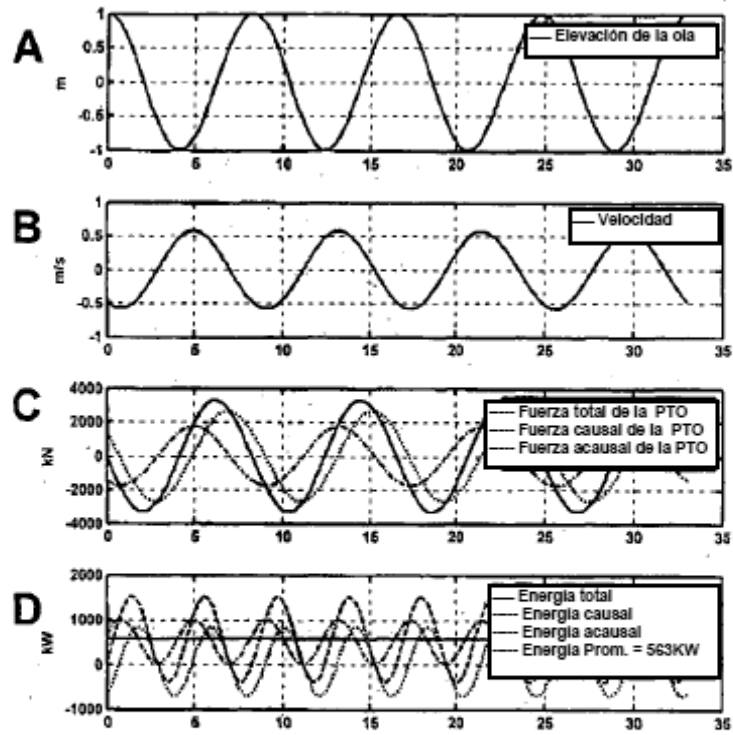 A
m
1
0.5
0
-0.5
-1
0 5 10 15 20 25 30 35
Elevación de la ola
B
m/s
1
0.5
0
-0.5
-1
0 5 10 15 20 25 30 35
Velocidad
C
kN
4000
2000
0
-2000
-4000
0 5 10 15 20 25 30 35
Fuerza total de la PTO
Fuerza causal de la PTO
Fuerza acausal de la PTO
D
kW
2000
1000
0
-1000
0 5 10 15 20 25 30 35
Energia total
Energia causal
Energia acausal
Energia Prom. = 563KW